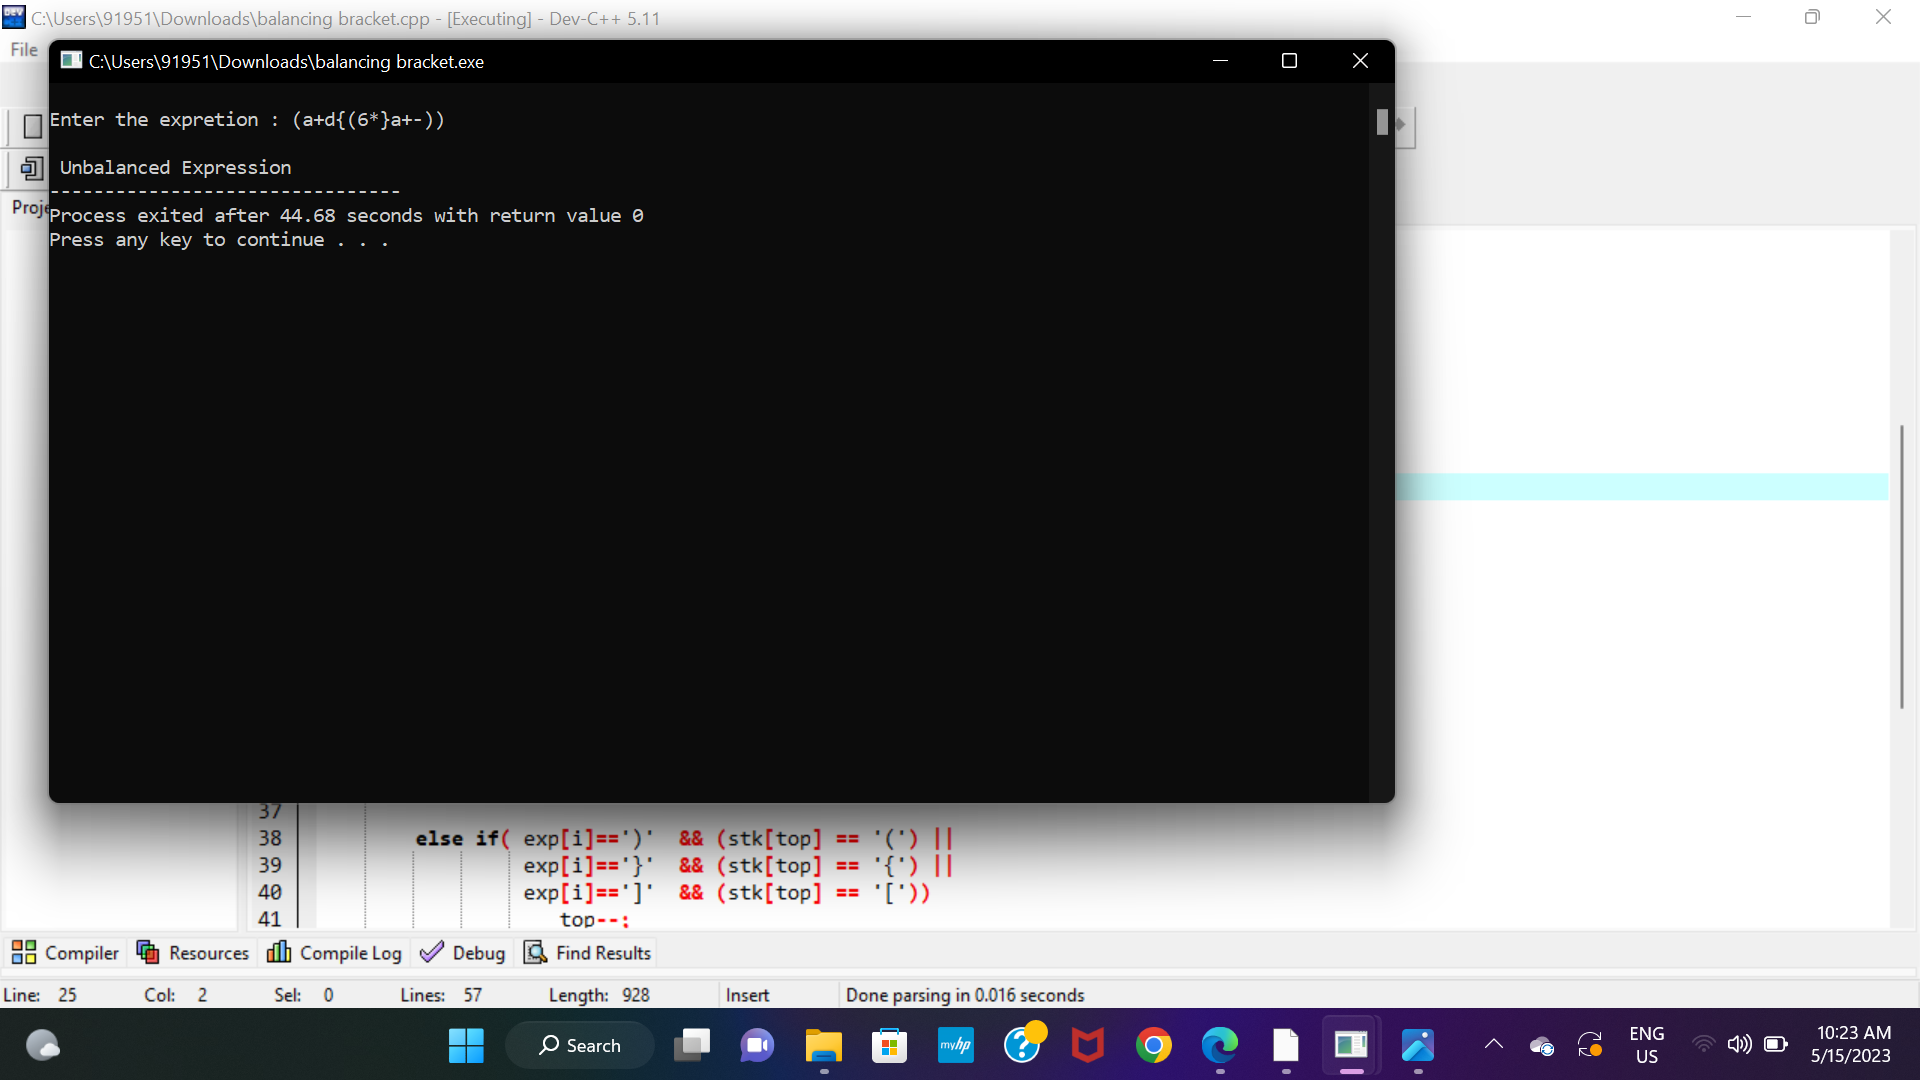 C:\Users\91951\Downloads\balancing bracket.cpp - [Executing] - Dev-C++ 5.11
File
C:\Users\91951\Downloads\balancing bracket.exe
Enter the expretion : (a+d{(6*}a+-))
Unbalanced Expression
--------------------------------
Proje
Process exited after 44.68 seconds with return value 0
Press any key to continue . . .
37
38 else if( exp[i]==')' && (stk[top] == '(') ||
39 exp[i]=='}' && (stk[top] == '{') ||
40 exp[i]==']' && (stk[top] == '['))
41 top--;
Compiler Resources Compile Log Debug Find Results
Line: 25 Col: 2 Sel: 0 Lines: 57 Length: 928 Insert Done parsing in 0.016 seconds
Search myhp ENG US 10:23 AM
5/15/2023